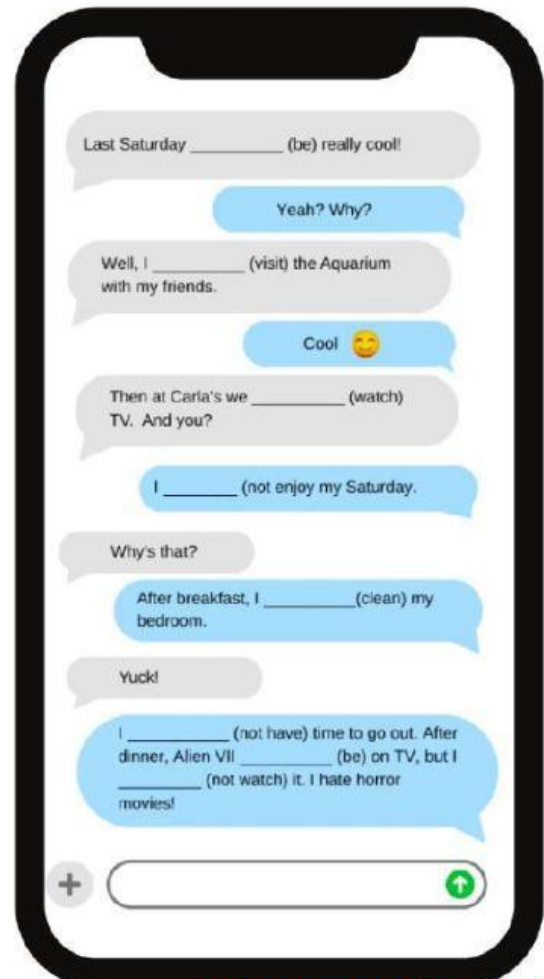 Last Saturday __________ (be) really cool!
Yeah? Why?
Well, I __________ (visit) the Aquarium
with my friends.
Cool 😊
Then at Carla's we __________ (watch)
TV. And you?
I ________ (not enjoy my Saturday.
Why's that?
After breakfast, I __________(clean) my
bedroom.
Yuck!
I ___________ (not have) time to go out. After
dinner, Alien VII __________ (be) on TV, but I
_________ (not watch) it. I hate horror
movies!
+